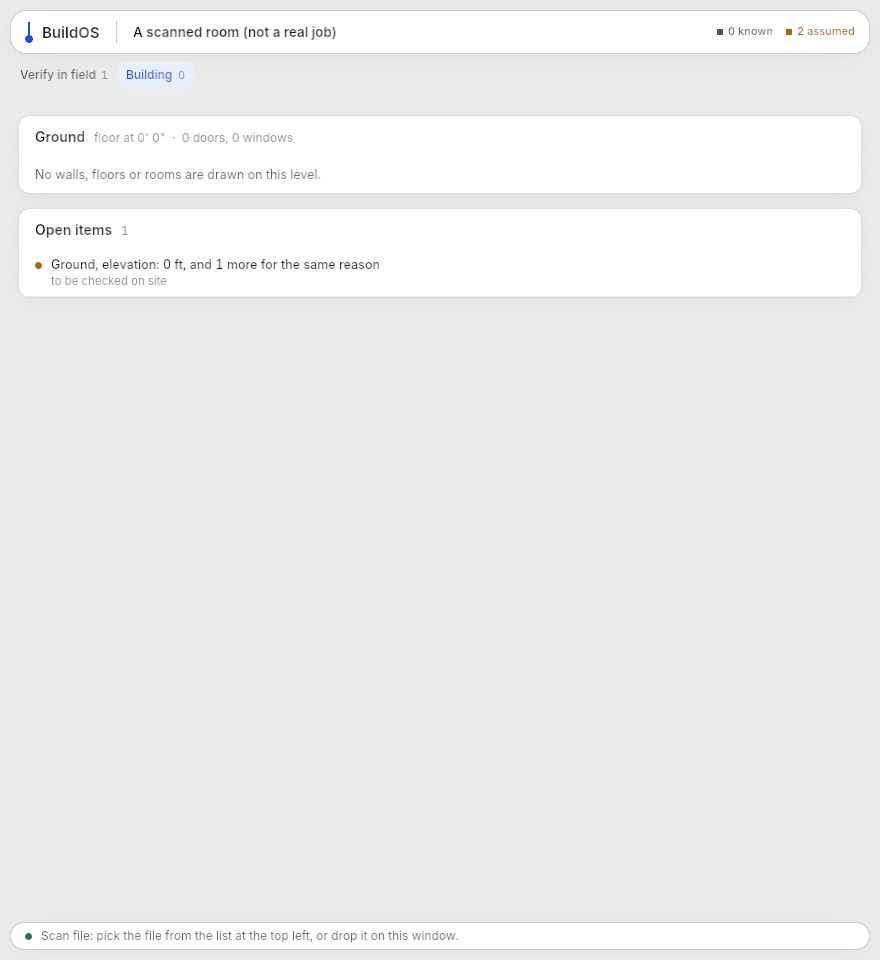 BuildOS
A scanned room (not a real job)
0 known
2 assumed
Verify in field 1
Building 0
Ground floor at 0' 0" · 0 doors, 0 windows
No walls, floors or rooms are drawn on this level.
Open items 1
Ground, elevation: 0 ft, and 1 more for the same reason
to be checked on site
Scan file: pick the file from the list at the top left, or drop it on this window.